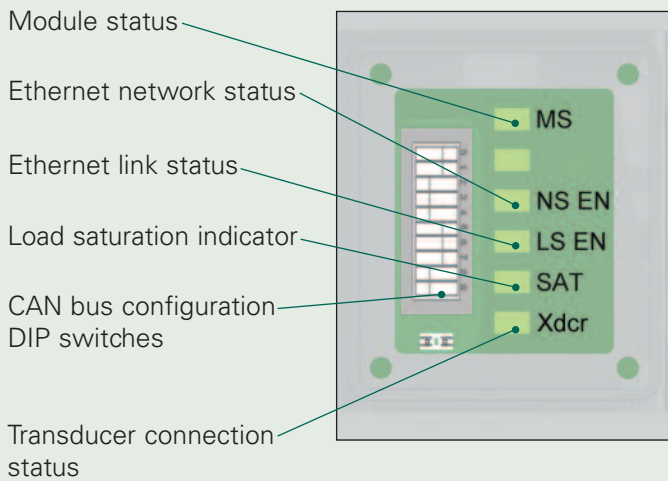 Module status
Ethernet network status
Ethernet link status
Load saturation indicator
CAN bus configuration
DIP switches
Transducer connection
status
MS
NS EN
LS EN
SAT
Xdcr